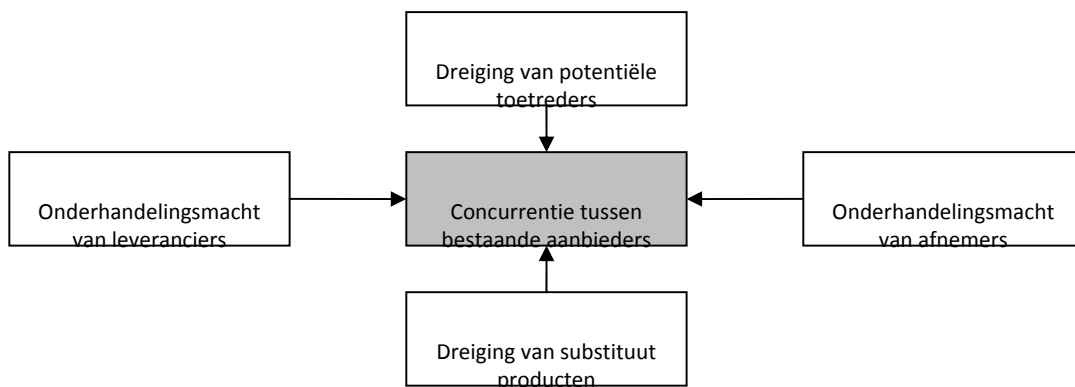 Dreiging van potentiële
toetreders
Onderhandelingsmacht
van leveranciers
Concurrentie tussen
bestaande aanbieders
Onderhandelingsmacht
van afnemers
Dreiging van substituut
producten